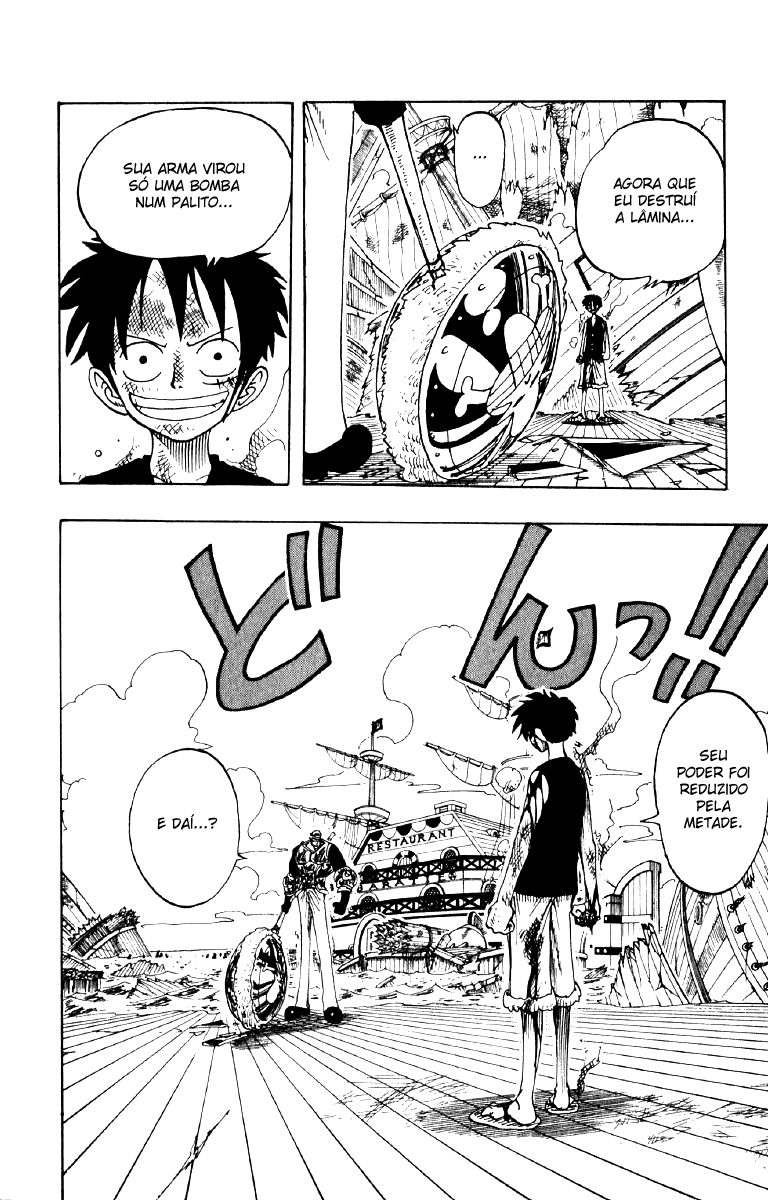 AGORA QUE
EU DESTRUÍ
A LÂMINA...
...
SUA ARMA VIROU
SÓ UMA BOMBA
NUM PALITO...
どんっ!!
SEU
PODER FOI
REDUZIDO
PELA
METADE.
E DAÍ...?
RESTAURANT